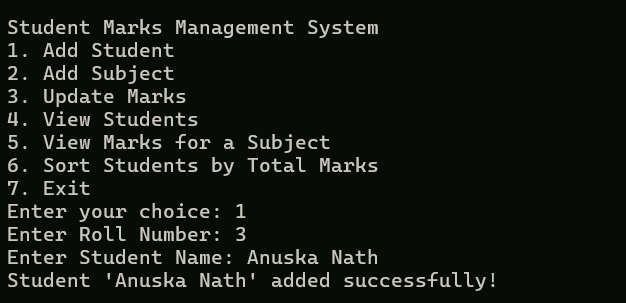 Student Marks Management System
1. Add Student
2. Add Subject
3. Update Marks
4. View Students
5. View Marks for a Subject
6. Sort Students by Total Marks
7. Exit
Enter your choice: 1
Enter Roll Number: 3
Enter Student Name: Anuska Nath
Student 'Anuska Nath' added successfully!